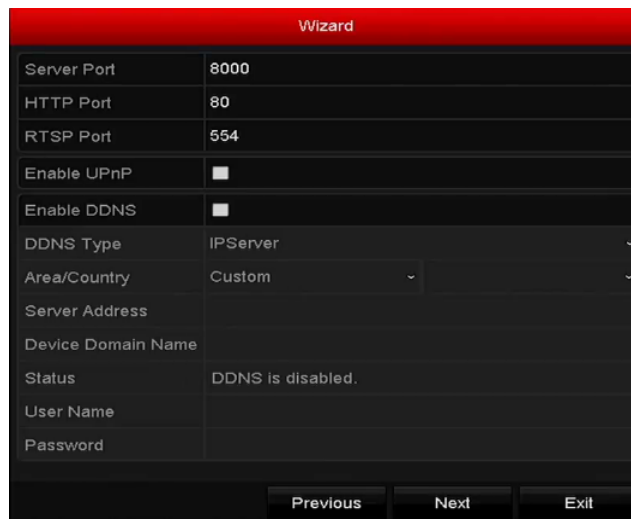 Wizard
Server Port 8000
HTTP Port 80
RTSP Port 554
Enable UPnP
Enable DDNS
DDNS Type IPServer
Area/Country Custom
Server Address
Device Domain Name
Status DDNS is disabled.
User Name
Password
Previous Next Exit